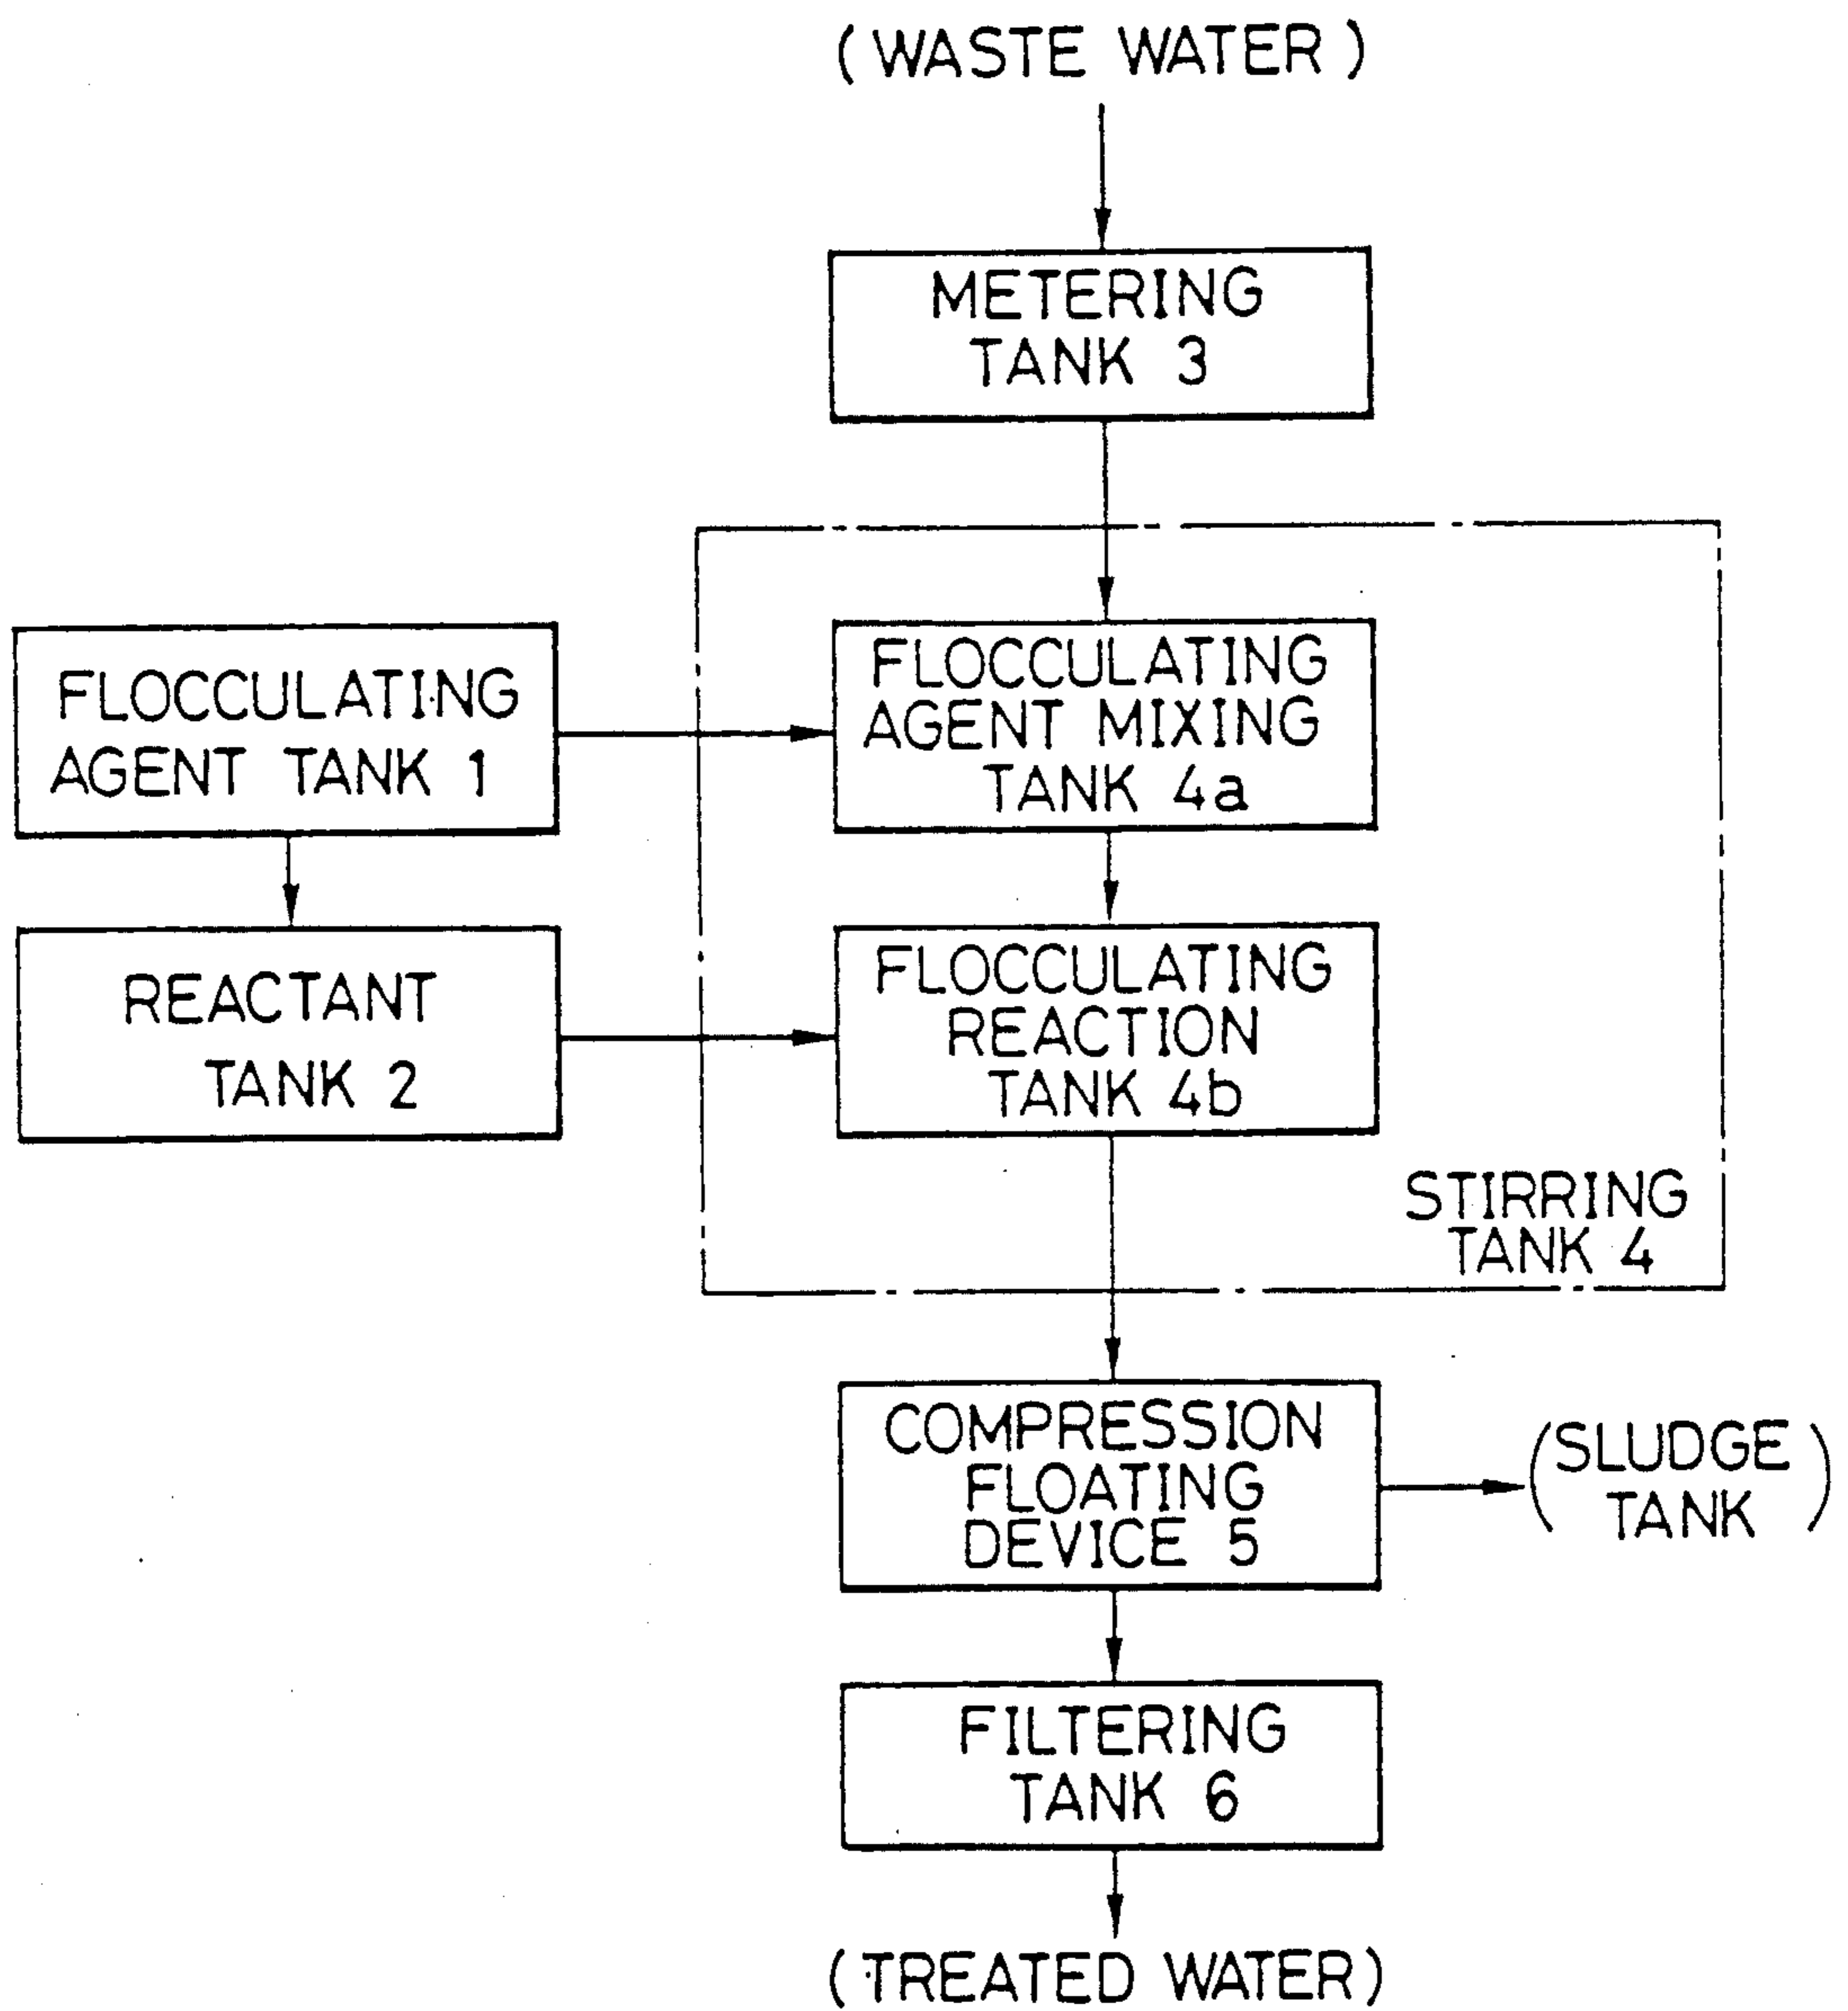 (WASTE WATER)
METERING
TANK 3
FLOCCULATING
AGENT TANK 1
FLOCCULATING
AGENT MIXING
TANK 4a
REACTANT
TANK 2
FLOCCULATING
REACTION
TANK 4b
STIRRING
TANK 4
COMPRESSION
FLOATING
DEVICE 5
(SLUDGE
TANK)
FILTERING
TANK 6
(TREATED WATER)